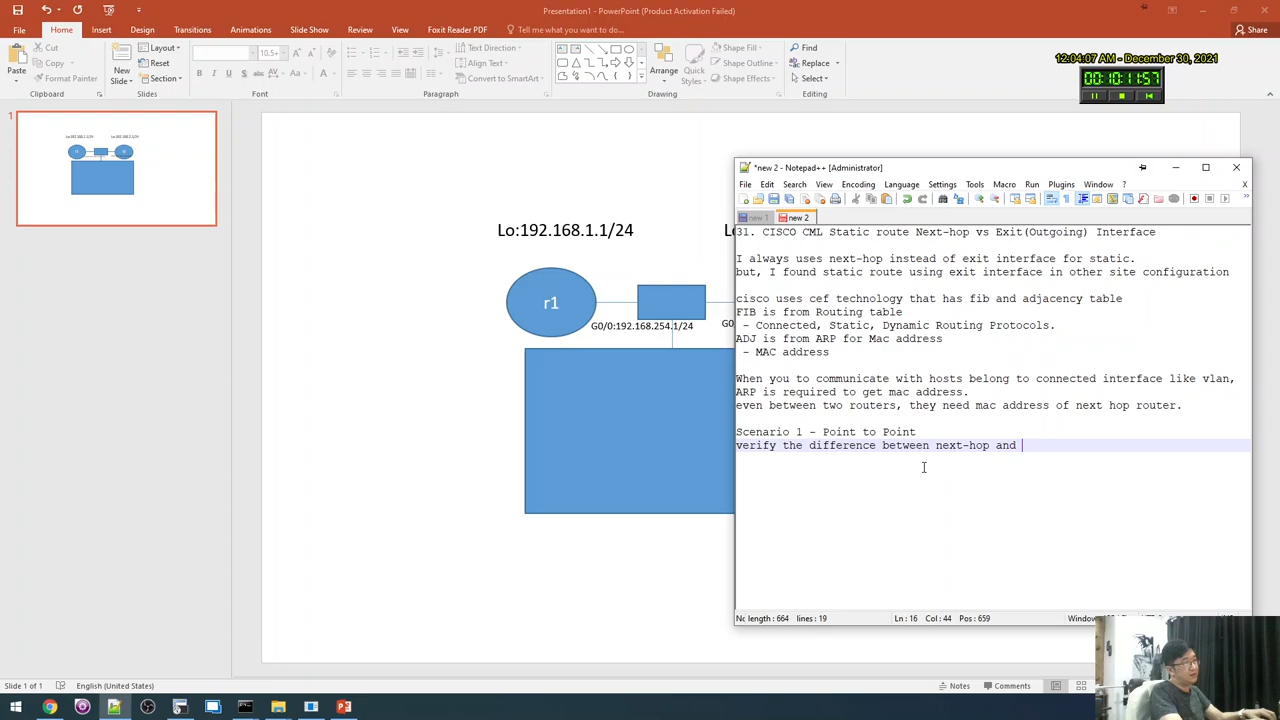 Presentation1 - PowerPoint (Product Activation Failed)
File Home Insert Design Transitions Animations Slide Show Review View Foxit Reader PDF Tell me what you want to do... Share
Paste Cut Copy Format Painter
Clipboard
New Slide Layout Reset Section
Slides
10.5+
Font
Text Direction Align Text Convert to SmartArt
Paragraph
Arrange Quick Styles Shape Fill Shape Outline Shape Effects
Drawing
Find Replace Select
Editing
12:04:07 AM - December 30, 2021
00:10:11:57
1
Lo:192.168.1.1/24
r1
G0/0:192.168.254.1/24
Lo
G0
*new 2 - Notepad++ [Administrator]
File Edit Search View Encoding Language Settings Tools Macro Run Plugins Window ? X
new 1 new 2
31. CISCO CML Static route Next-hop vs Exit(Outgoing) Interface
I always uses next-hop instead of exit interface for static.
but, I found static route using exit interface in other site configuration
cisco uses cef technology that has fib and adjacency table
FIB is from Routing table
- Connected, Static, Dynamic Routing Protocols.
ADJ is from ARP for Mac address
- MAC address
When you to communicate with hosts belong to connected interface like vlan,
ARP is required to get mac address.
even between two routers, they need mac address of next hop router.
Scenario 1 - Point to Point
verify the difference between next-hop and
Nc length : 664 lines : 19 Ln : 16 Col : 44 Pos : 659
Slide 1 of 1 English (United States) Notes Comments